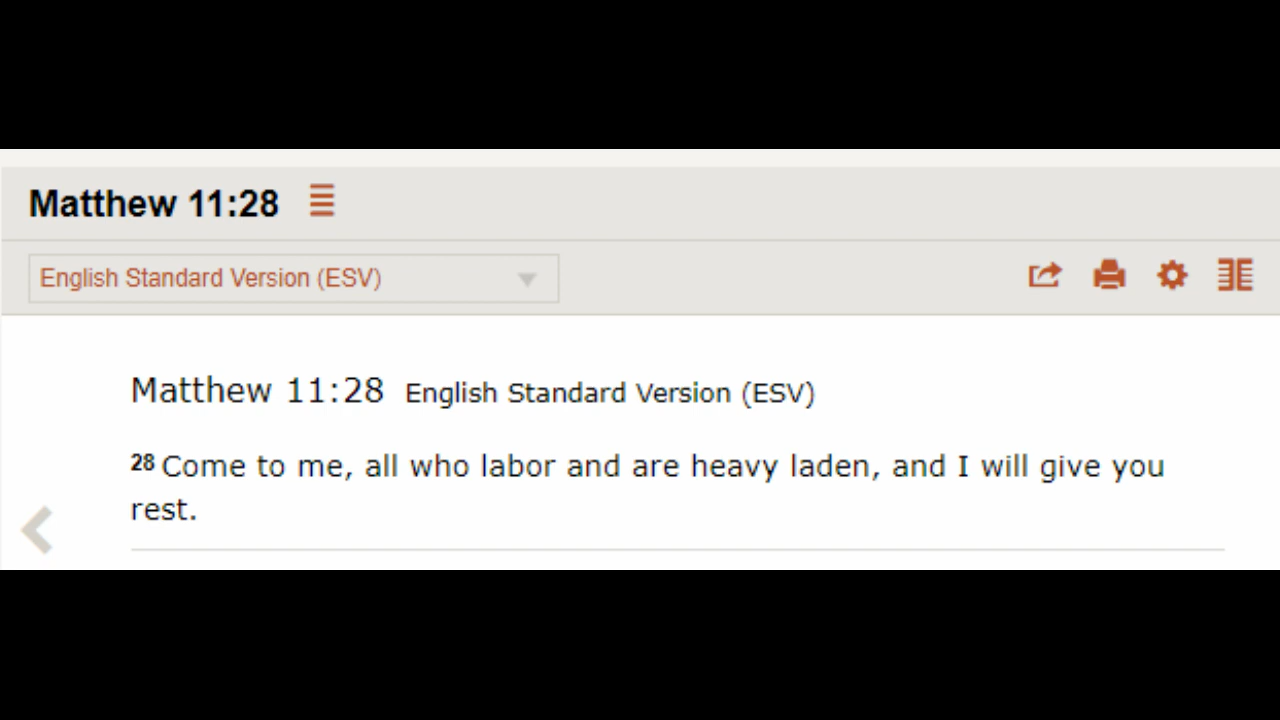 Matthew 11:28
English Standard Version (ESV)
Matthew 11:28 English Standard Version (ESV)
28 Come to me, all who labor and are heavy laden, and I will give you
rest.